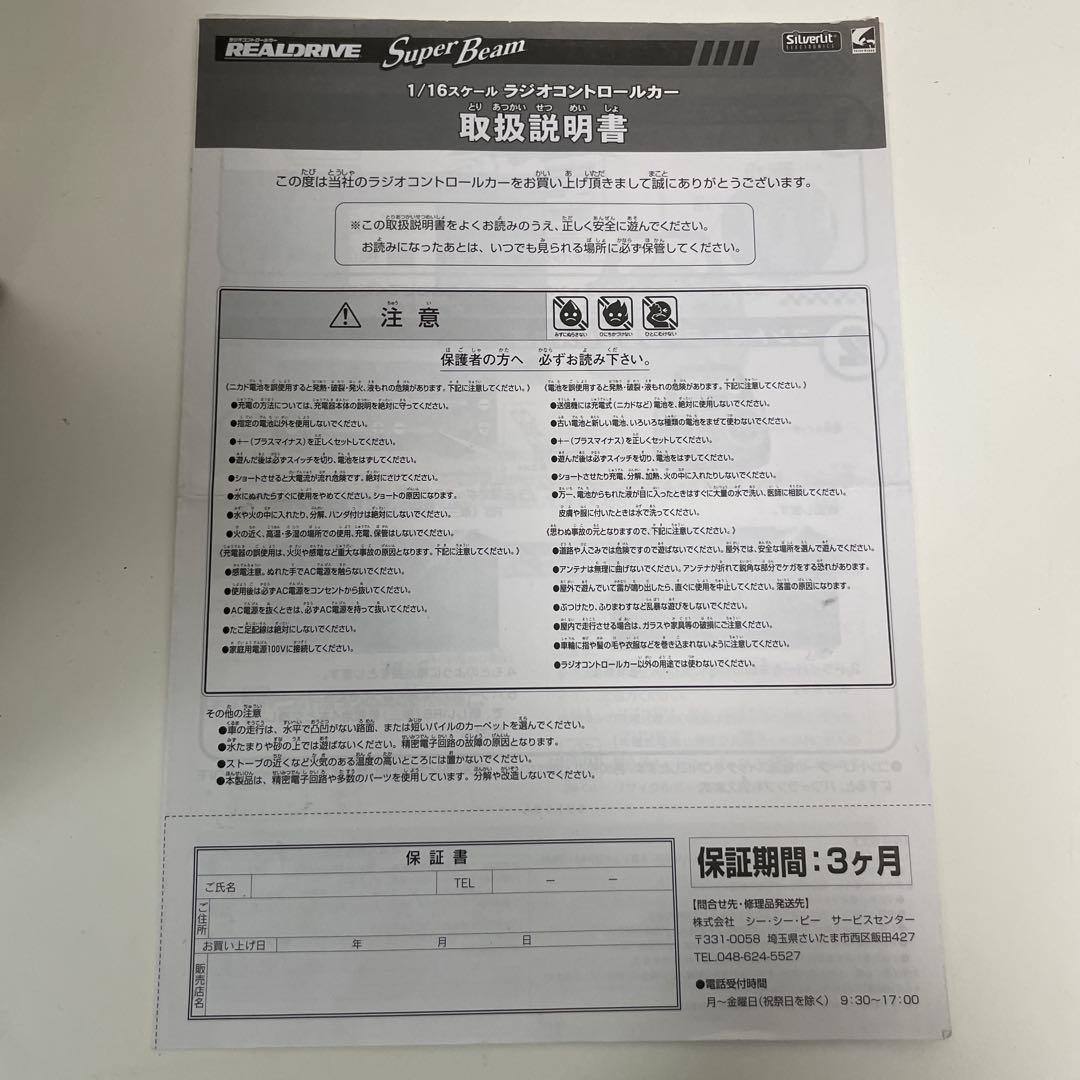 ラジオコントロールカー
REALDRIVE Super Beam
Silverlit
ELECTRONICS
1/16スケール ラジオコントロールカー
とり あつかい せつ めい しょ
取扱説明書
この度は当社のラジオコントロールカーをお買い上げ頂きまして誠にありがとうございます。
※この取扱説明書をよくお読みのうえ、正しく安全に遊んでください。
お読みになったあとは、いつでも見られる場所に必ず保管してください。
注意
みずにぬらさない ひにちかづけない ひとにむけない
保護者の方へ 必ずお読み下さい。
(ニカド電池を誤使用すると発熱・破裂・発火、液もれの危険があります。下記に注意してください。)
●充電の方法については、充電器本体の説明を絶対に守ってください。
●指定の電池以外を使用しないでください。
●+−(プラスマイナス)を正しくセットしてください。
●遊んだ後は必ずスイッチを切り、電池をはずしてください。
●ショートさせると大電流が流れ危険です。絶対にさけてください。
●水にぬれたらすぐに使用をやめてください。ショートの原因になります。
●水や火の中に入れたり、分解、ハンダ付けは絶対にしないでください。
●火の近く、高温・多湿の場所での使用、充電、保管はしないでください。
(充電器の誤使用は、火災や感電など重大な事故の原因となります。下記に注意してください。)
●感電注意。ぬれた手でAC電源を触らないでください。
●使用後は必ずAC電源をコンセントから抜いてください。
●AC電源を抜くときは、必ずAC電源を持って抜いてください。
●たこ足配線は絶対にしないでください。
●家庭用電源100Vに接続してください。
(電池を誤使用すると発熱・破裂・液もれの危険があります。下記に注意してください。)
●送信機には充電式(ニカドなど)電池を、絶対に使用しないでください。
●古い電池と新しい電池、いろいろな種類の電池をまぜて使わないでください。
●+−(プラスマイナス)を正しくセットしてください。
●遊んだ後は必ずスイッチを切り、電池をはずしてください。
●ショートさせたり充電、分解、加熱、火の中に入れたりしないでください。
●万一、電池からもれた液が目に入ったときはすぐに大量の水で洗い、医師に相談してください。
皮膚や服に付いたときは水で洗ってください。
(思わぬ事故の元となりますので、下記に注意してください。)
●道路や人ごみでは危険ですので遊ばないでください。屋外では、安全な場所を選んで遊んでください。
●アンテナは無理に曲げないでください。アンテナが折れて鋭角な部分でケガをする恐れがあります。
●屋外で遊んでいて雷が鳴り出したら、直ぐに使用を中止してください。落雷の原因になります。
●ぶつけたり、ふりまわすなど乱暴な遊びをしないでください。
●屋内で走行させる場合は、ガラスや家具等の破損にご注意ください。
●車輪に指や髪の毛や衣服などを巻き込まれないように注意してください。
●ラジオコントロールカー以外の用途では使わないでください。
その他の注意
●車の走行は、水平で凸凹がない路面、または短いパイルのカーペットを選んでください。
●水たまりや砂の上では遊ばないください。精密電子回路の故障の原因となります。
●ストーブの近くなど火気のある温度の高いところには置かないでください。
●本製品は、精密電子回路や多数のパーツを使用しています。分解や改造しないでください。
保証書
ご氏名 TEL − −
ご住所
お買い上げ日 年 月 日
販売店名
保証期間:3ヶ月
【問合せ先・修理品発送先】
株式会社 シー・シー・ピー サービスセンター
〒331-0058 埼玉県さいたま市西区飯田427
TEL.048-624-5527
●電話受付時間
月〜金曜日(祝祭日を除く) 9:30〜17:00